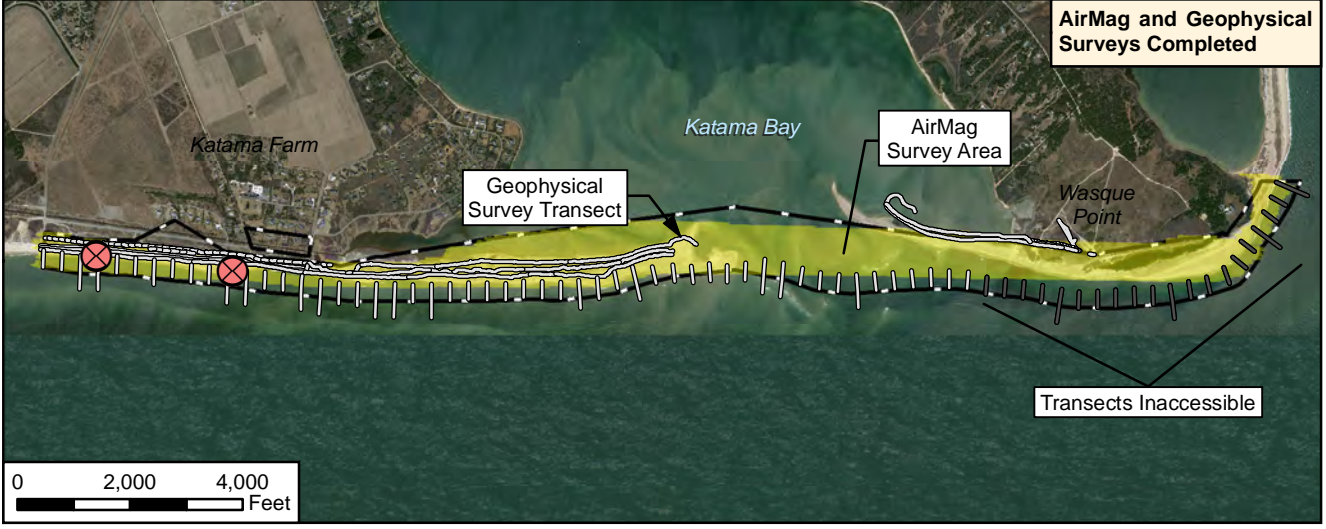 AirMag and Geophysical
Surveys Completed
Katama Bay
AirMag
Survey Area
Katama Farm
Geophysical
Survey Transect
Wasque
Point
Transects Inaccessible
0 2,000 4,000
Feet